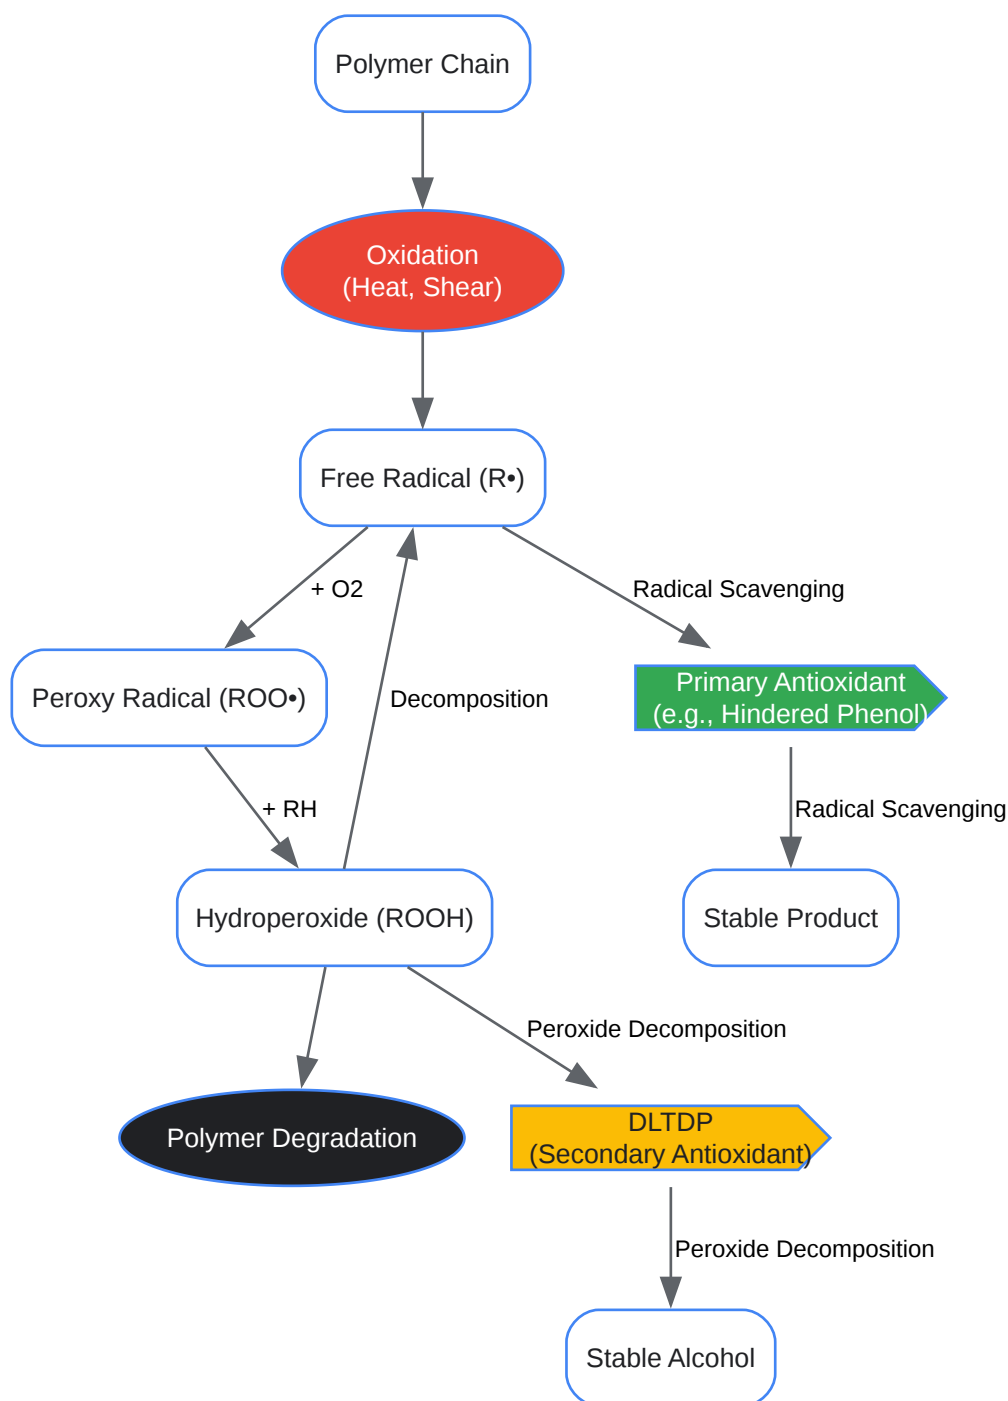 Polymer Chain
Oxidation
(Heat, Shear)
Free Radical (R•)
+ O2
Radical Scavenging
Peroxy Radical (ROO•)
Decomposition
Primary Antioxidant
(e.g., Hindered Phenol)
+ RH
Radical Scavenging
Hydroperoxide (ROOH)
Stable Product
Peroxide Decomposition
Polymer Degradation
DLTDP
(Secondary Antioxidant)
Peroxide Decomposition
Stable Alcohol